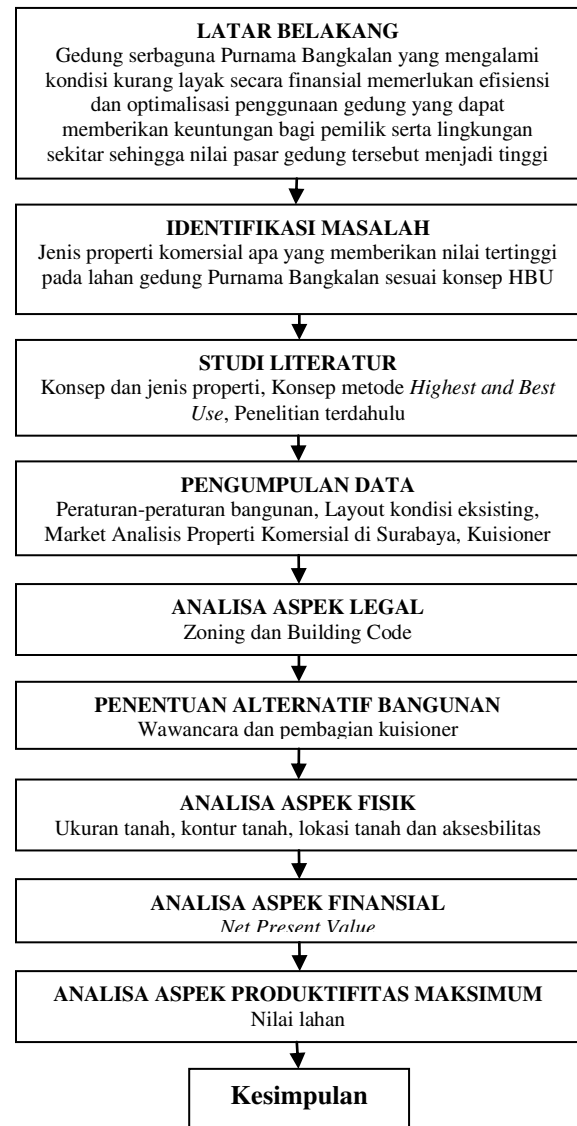 LATAR BELAKANG
Gedung serbaguna Purnama Bangkalan yang mengalami
kondisi kurang layak secara finansial memerlukan efisiensi
dan optimalisasi penggunaan gedung yang dapat
memberikan keuntungan bagi pemilik serta lingkungan
sekitar sehingga nilai pasar gedung tersebut menjadi tinggi
IDENTIFIKASI MASALAH
Jenis properti komersial apa yang memberikan nilai tertinggi
pada lahan gedung Purnama Bangkalan sesuai konsep HBU
STUDI LITERATUR
Konsep dan jenis properti, Konsep metode Highest and Best
Use, Penelitian terdahulu
PENGUMPULAN DATA
Peraturan-peraturan bangunan, Layout kondisi eksisting,
Market Analisis Properti Komersial di Surabaya, Kuisioner
ANALISA ASPEK LEGAL
Zoning dan Building Code
PENENTUAN ALTERNATIF BANGUNAN
Wawancara dan pembagian kuisioner
ANALISA ASPEK FISIK
Ukuran tanah, kontur tanah, lokasi tanah dan aksesbilitas
ANALISA ASPEK FINANSIAL
Net Present Value
ANALISA ASPEK PRODUKTIFITAS MAKSIMUM
Nilai lahan
Kesimpulan